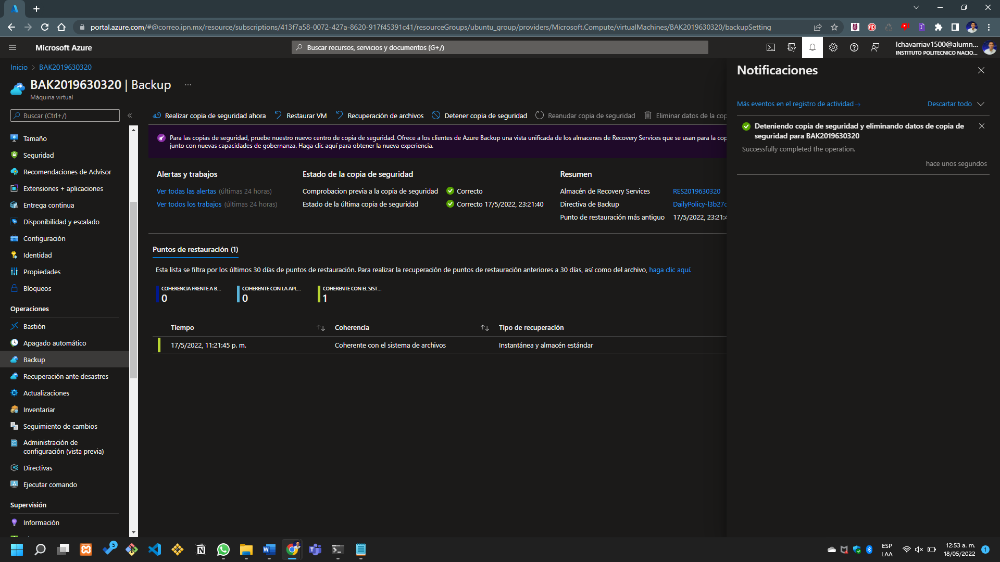 portal.azure.com/#@correo.ipn.mx/resource/subscriptions/413f7a58-0072-427a-8620-917f45391c41/resourceGroups/ubuntu_group/providers/Microsoft.Compute/virtualMachines/BAK2019630320/backupSetting
Microsoft Azure
Buscar recursos, servicios y documentos (G+/)
lchavarriav1500@alumn...
INSTITUTO POLITECNICO NACIO...
Inicio > BAK2019630320
BAK2019630320 | Backup ...
Máquina virtual
Buscar (Ctrl+/)
«
Tamaño
Seguridad
Recomendaciones de Advisor
Extensiones + aplicaciones
Entrega continua
Disponibilidad y escalado
Configuración
Identidad
Propiedades
Bloqueos
Operaciones
Bastión
Apagado automático
Backup
Recuperación ante desastres
Actualizaciones
Inventariar
Seguimiento de cambios
Administración de
configuración (vista previa)
Directivas
Ejecutar comando
Supervisión
Información
Realizar copia de seguridad ahora Restaurar VM Recuperación de archivos Detener copia de seguridad Reanudar copia de seguridad Eliminar datos de la cop
Para las copias de seguridad, pruebe nuestro nuevo centro de copia de seguridad. Ofrece a los clientes de Azure Backup una vista unificada de los almacenes de Recovery Services que se usan para la cop
junto con nuevas capacidades de gobernanza. Haga clic aquí para obtener la nueva experiencia.
Alertas y trabajos
Ver todas las alertas (últimas 24 horas)
Ver todos los trabajos (últimas 24 horas)
Estado de la copia de seguridad
Comprobacion previa a la copia de seguridad Correcto
Estado de la última copia de seguridad Correcto 17/5/2022, 23:21:40
Resumen
Almacén de Recovery Services RES2019630320
Directiva de Backup DailyPolicy-l3b27c
Punto de restauración más antiguo 17/5/2022, 23:21:4
Puntos de restauración (1)
Esta lista se filtra por los últimos 30 días de puntos de restauración. Para realizar la recuperación de puntos de restauración anteriores a 30 días, así como del archivo, haga clic aquí.
COHERENCIA FRENTE A B...
0
COHERENTE CON LA APL...
0
COHERENTE CON EL SIST...
1
Tiempo Coherencia Tipo de recuperación
17/5/2022, 11:21:45 p. m. Coherente con el sistema de archivos Instantánea y almacén estándar
Notificaciones
Más eventos en el registro de actividad→ Descartar todo
Deteniendo copia de seguridad y eliminando datos de copia de
seguridad para BAK2019630320
Successfully completed the operation.
hace unos segundos
5
ESP
LAA
12:53 a. m.
18/05/2022
1